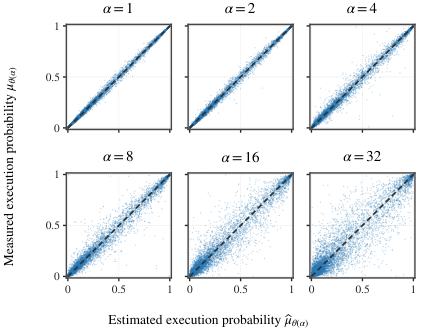 α = 1
α = 2
α = 4
1
0.5
0
α = 8
α = 16
α = 32
1
0.5
0
0 0.5 1
0 0.5 1
0 0.5 1
Measured execution probability μθ(α)
Estimated execution probability μ̂θ(α)